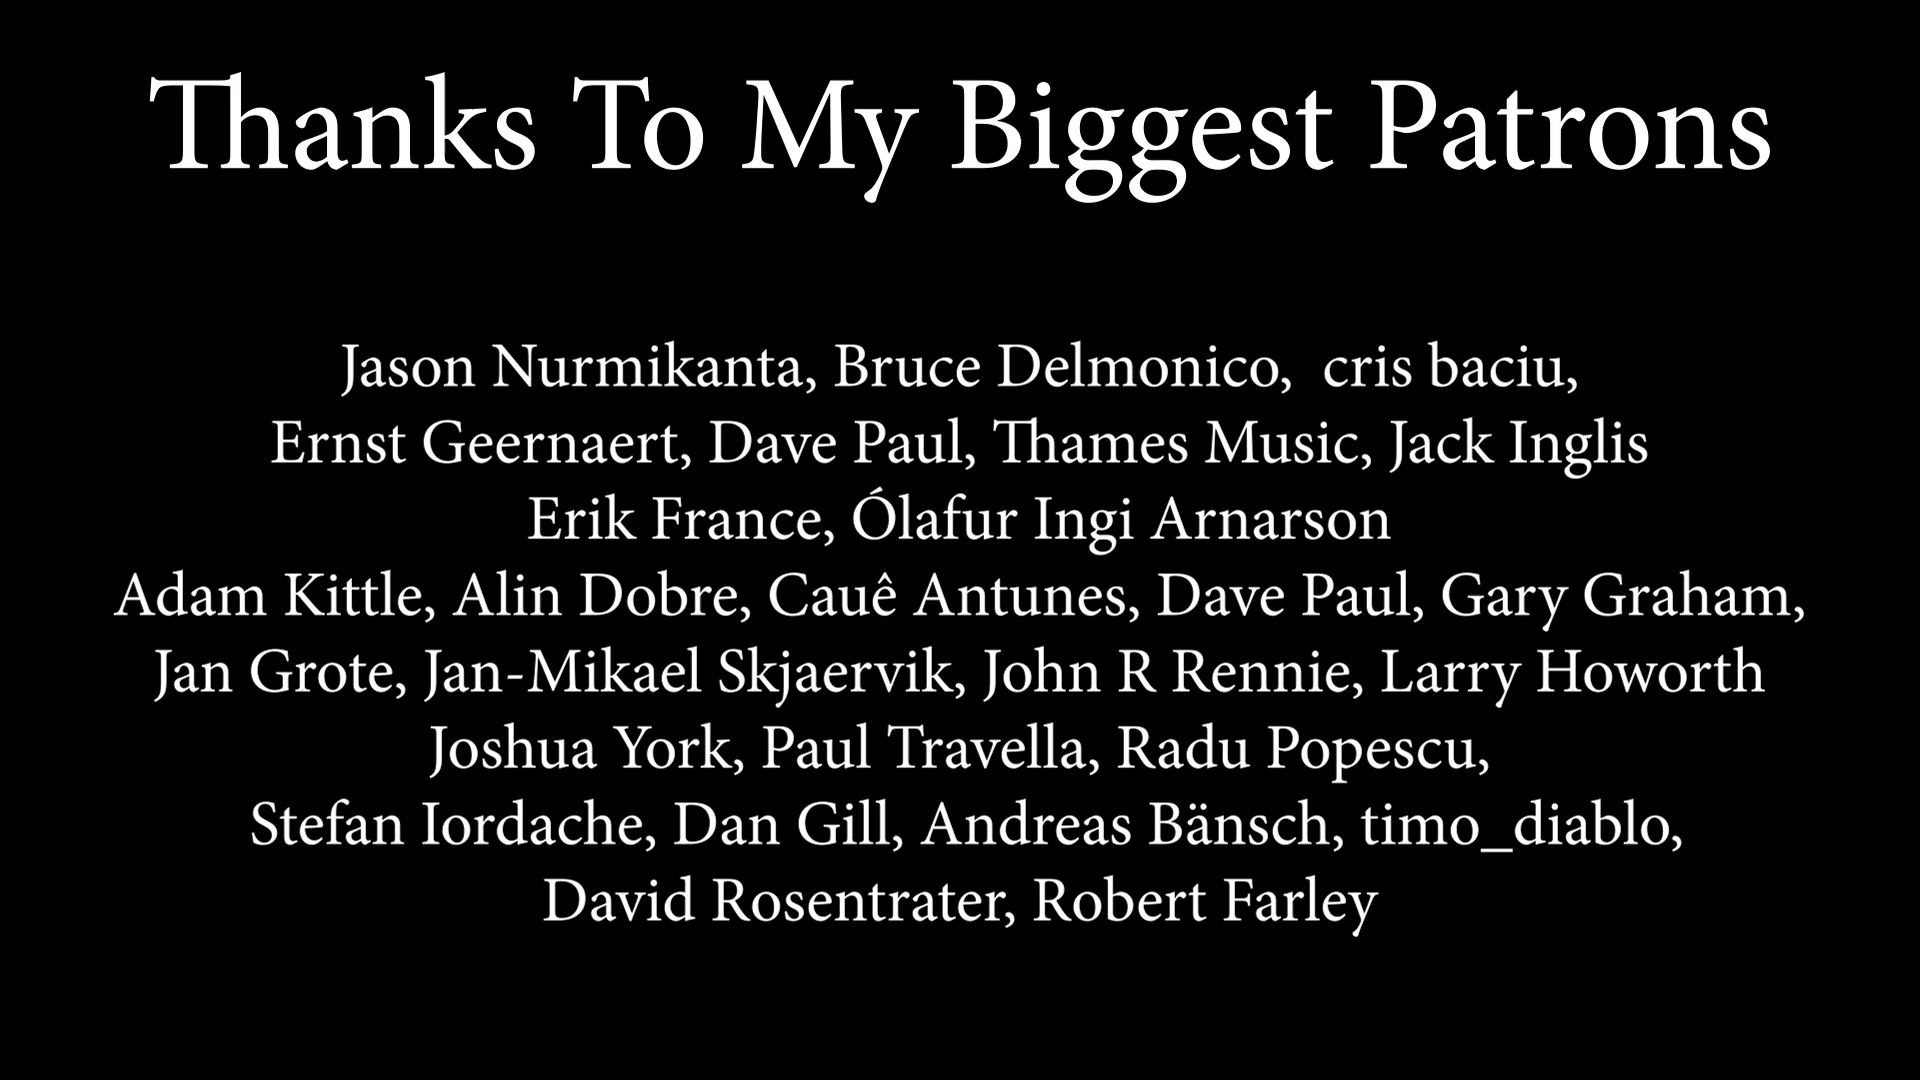 Thanks To My Biggest Patrons
Jason Nurmikanta, Bruce Delmonico,  cris baciu,
Ernst Geernaert, Dave Paul, Thames Music, Jack Inglis
Erik France, Ólafur Ingi Arnarson
Adam Kittle, Alin Dobre, Cauê Antunes, Dave Paul, Gary Graham,
Jan Grote, Jan-Mikael Skjaervik, John R Rennie, Larry Howorth
Joshua York, Paul Travella, Radu Popescu,
Stefan Iordache, Dan Gill, Andreas Bänsch, timo_diablo,
David Rosentrater, Robert Farley